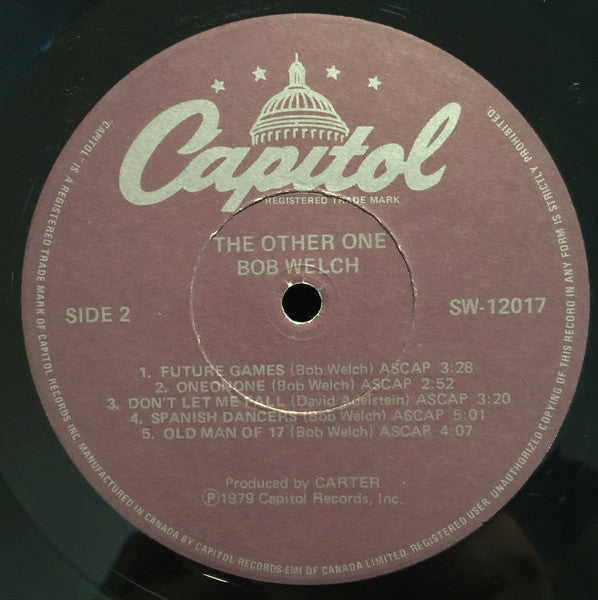 Capitol
REGISTERED TRADE MARK
THE OTHER ONE
BOB WELCH
SIDE 2
SW-12017
1. FUTURE GAMES (Bob Welch) ASCAP 3:28
2. ONEORONE (Bob Welch) ASCAP 2:52
3. DON'T LET ME FALL (David Adelstein) ASCAP 3:20
4. SPANISH DANCERS (Bob Welch) ASCAP 5:01
5. OLD MAN OF 17 (Bob Welch) ASCAP 4:07
Produced by CARTER
Ⓟ1979 Capitol Records, Inc.
"CAPITOL" IS A REGISTERED TRADE MARK OF CAPITOL RECORDS INC. MANUFACTURED IN CANADA BY CAPITOL RECORDS-EMI OF CANADA LIMITED, REGISTERED USER. UNAUTHORIZED COPYING OF THIS RECORD IN ANY FORM IS STRICTLY PROHIBITED.